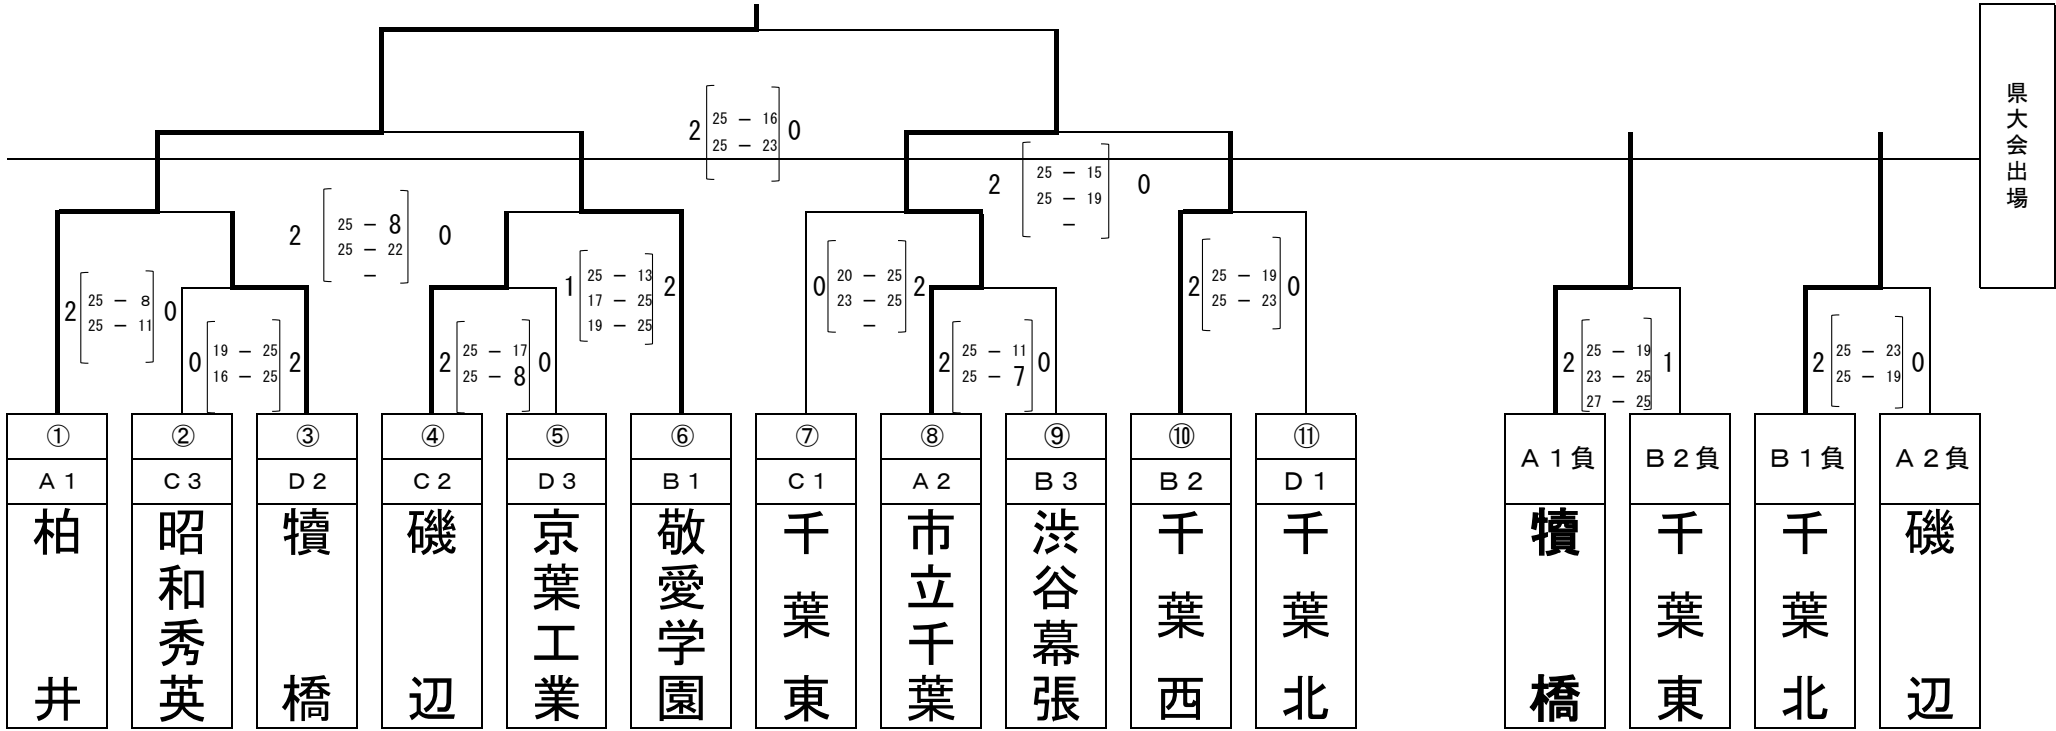 県大会出場
2 25 － 16 0
25 － 23
2 25 － 15 0
25 － 19
－
2 25 － 8 0
25 － 22
－
1 25 － 13 2
17 － 25
19 － 25
0 20 － 25 2
23 － 25
－
2 25 － 19 0
25 － 23
2 25 － 8 0
25 － 11
0 19 － 25 2
16 － 25
2 25 － 17 0
25 － 8
2 25 － 11 0
25 － 7
2 25 － 19 1
23 － 25
27 － 25
2 25 － 23 0
25 － 19
① ② ③ ④ ⑤ ⑥ ⑦ ⑧ ⑨ ⑩ ⑪
Ａ１ Ｃ３ Ｄ２ Ｃ２ Ｄ３ Ｂ１ Ｃ１ Ａ２ Ｂ３ Ｂ２ Ｄ１ Ａ１負 Ｂ２負 Ｂ１負 Ａ２負
柏井
昭和秀英
犢橋
磯辺
京葉工業
敬愛学園
千葉東
市立千葉
渋谷幕張
千葉西
千葉北
犢橋
千葉東
千葉北
磯辺